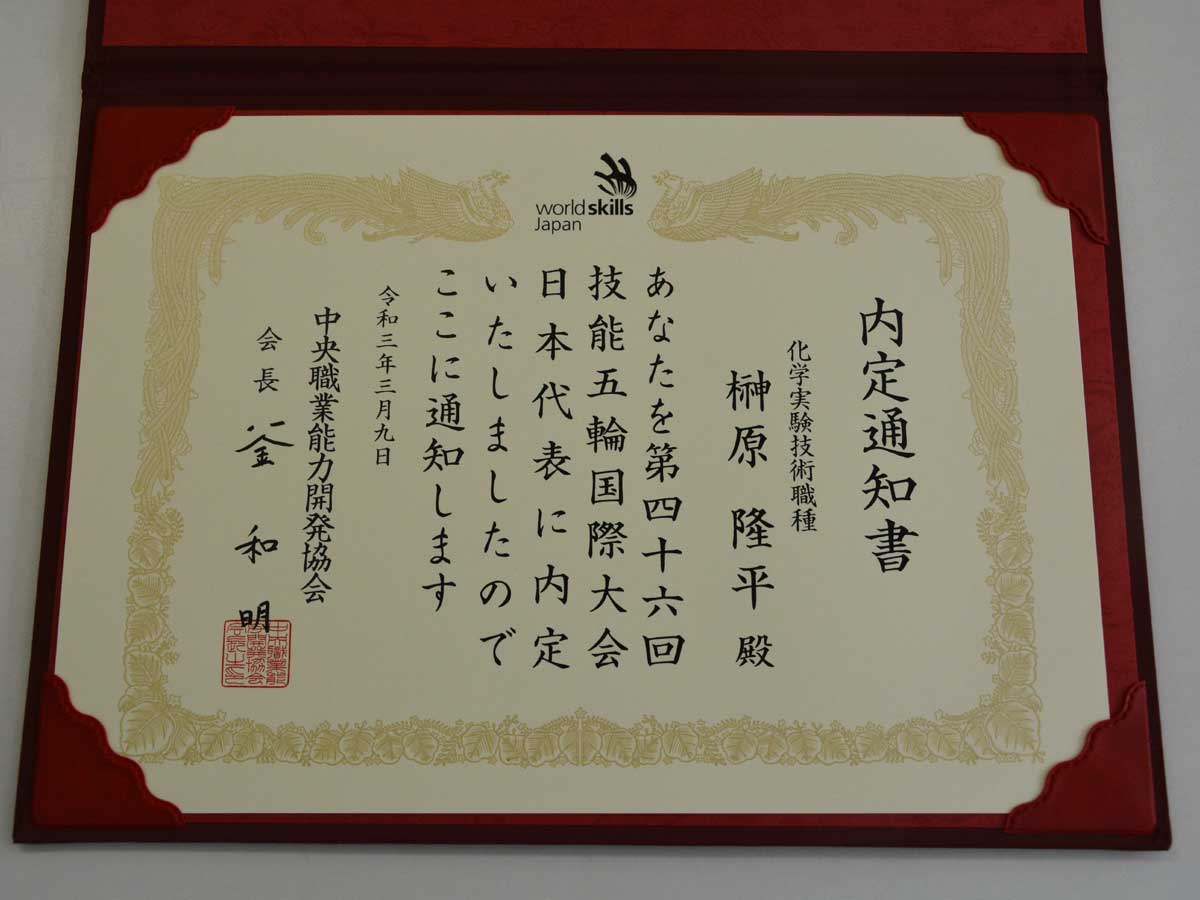 world skills
Japan
内定通知書
化学実験技術職種
榊原 隆平 殿
あなたを第四十六回
技能五輪国際大会
日本代表に内定
いたしましたので
ここに通知します
令和三年三月九日
中央職業能力開発協会
会長 釜 和明